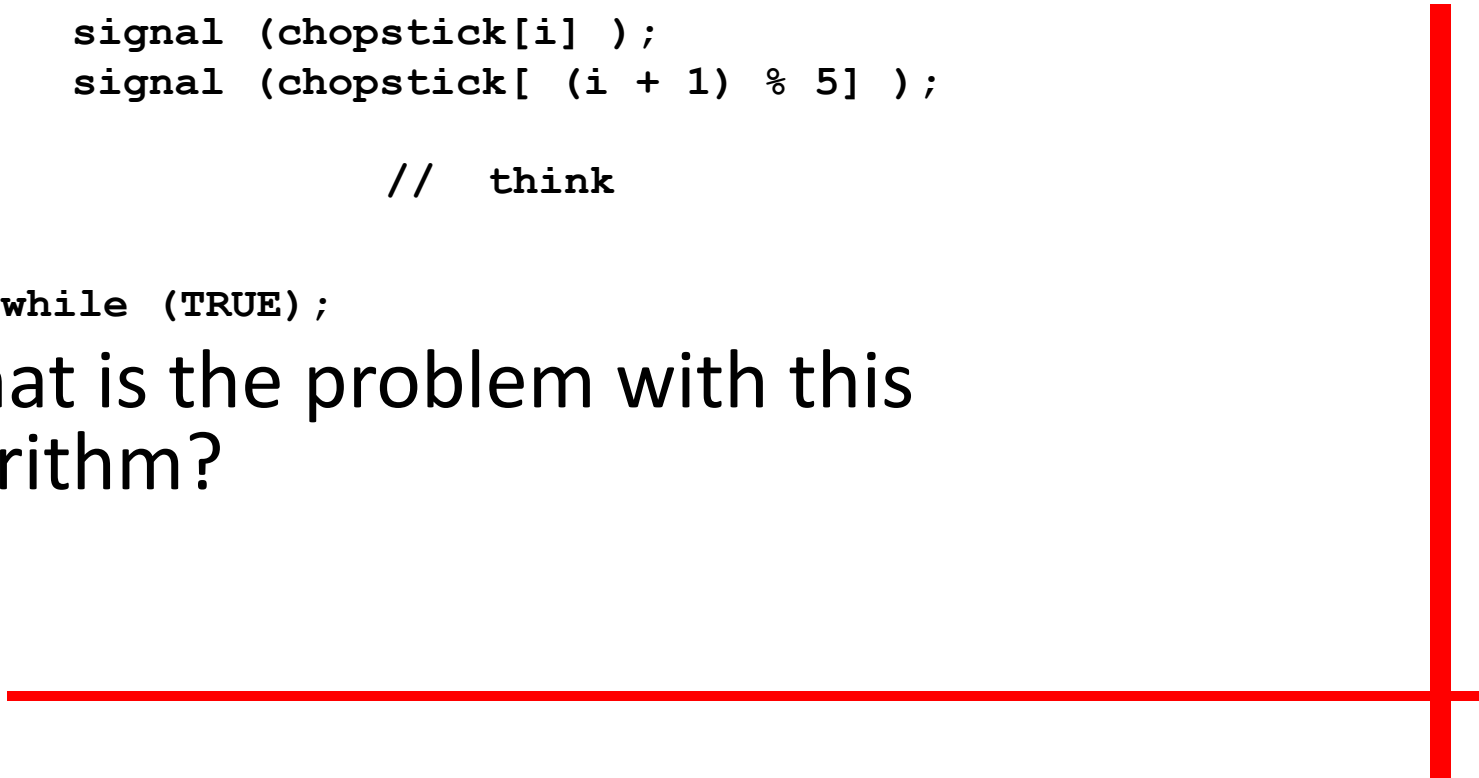 signal (chopstick[i] );
signal (chopstick[ (i + 1) % 5] );
// think
while (TRUE);
at is the problem with this
rithm?